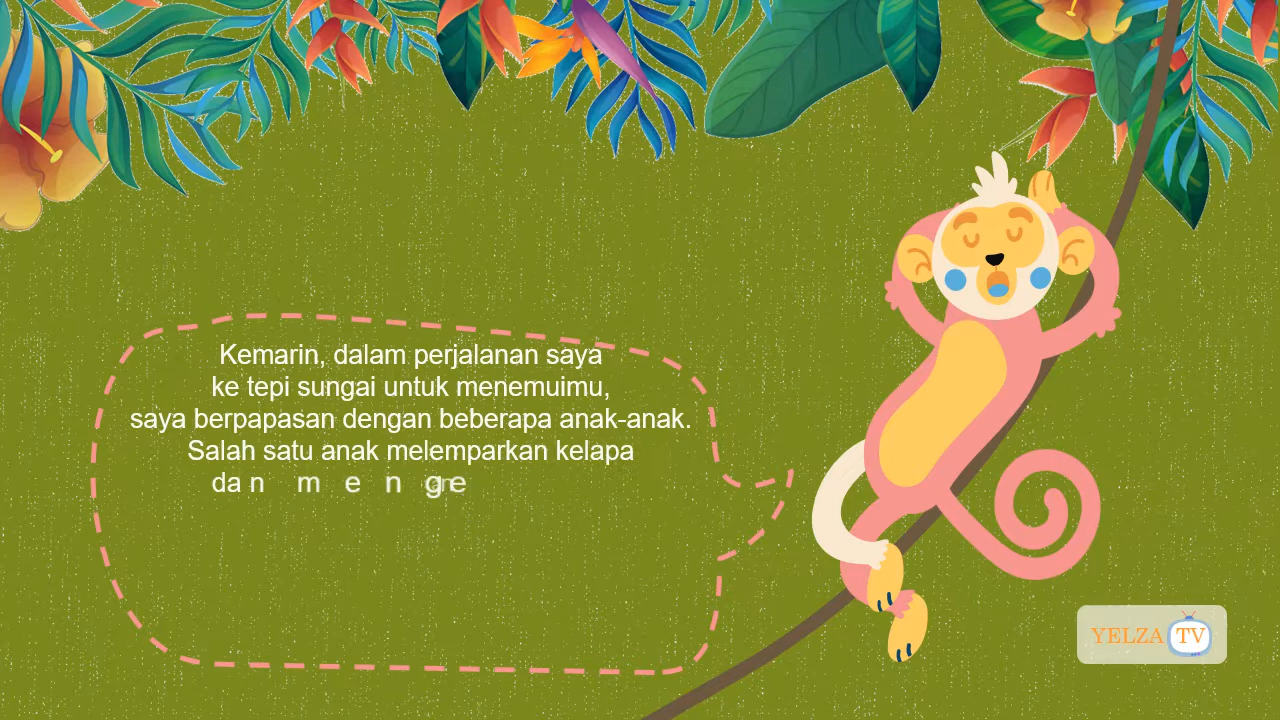 Kemarin, dalam perjalanan saya
ke tepi sungai untuk menemuimu,
saya berpapasan dengan beberapa anak-anak.
Salah satu anak melemparkan kelapa
dan
YELZA TV